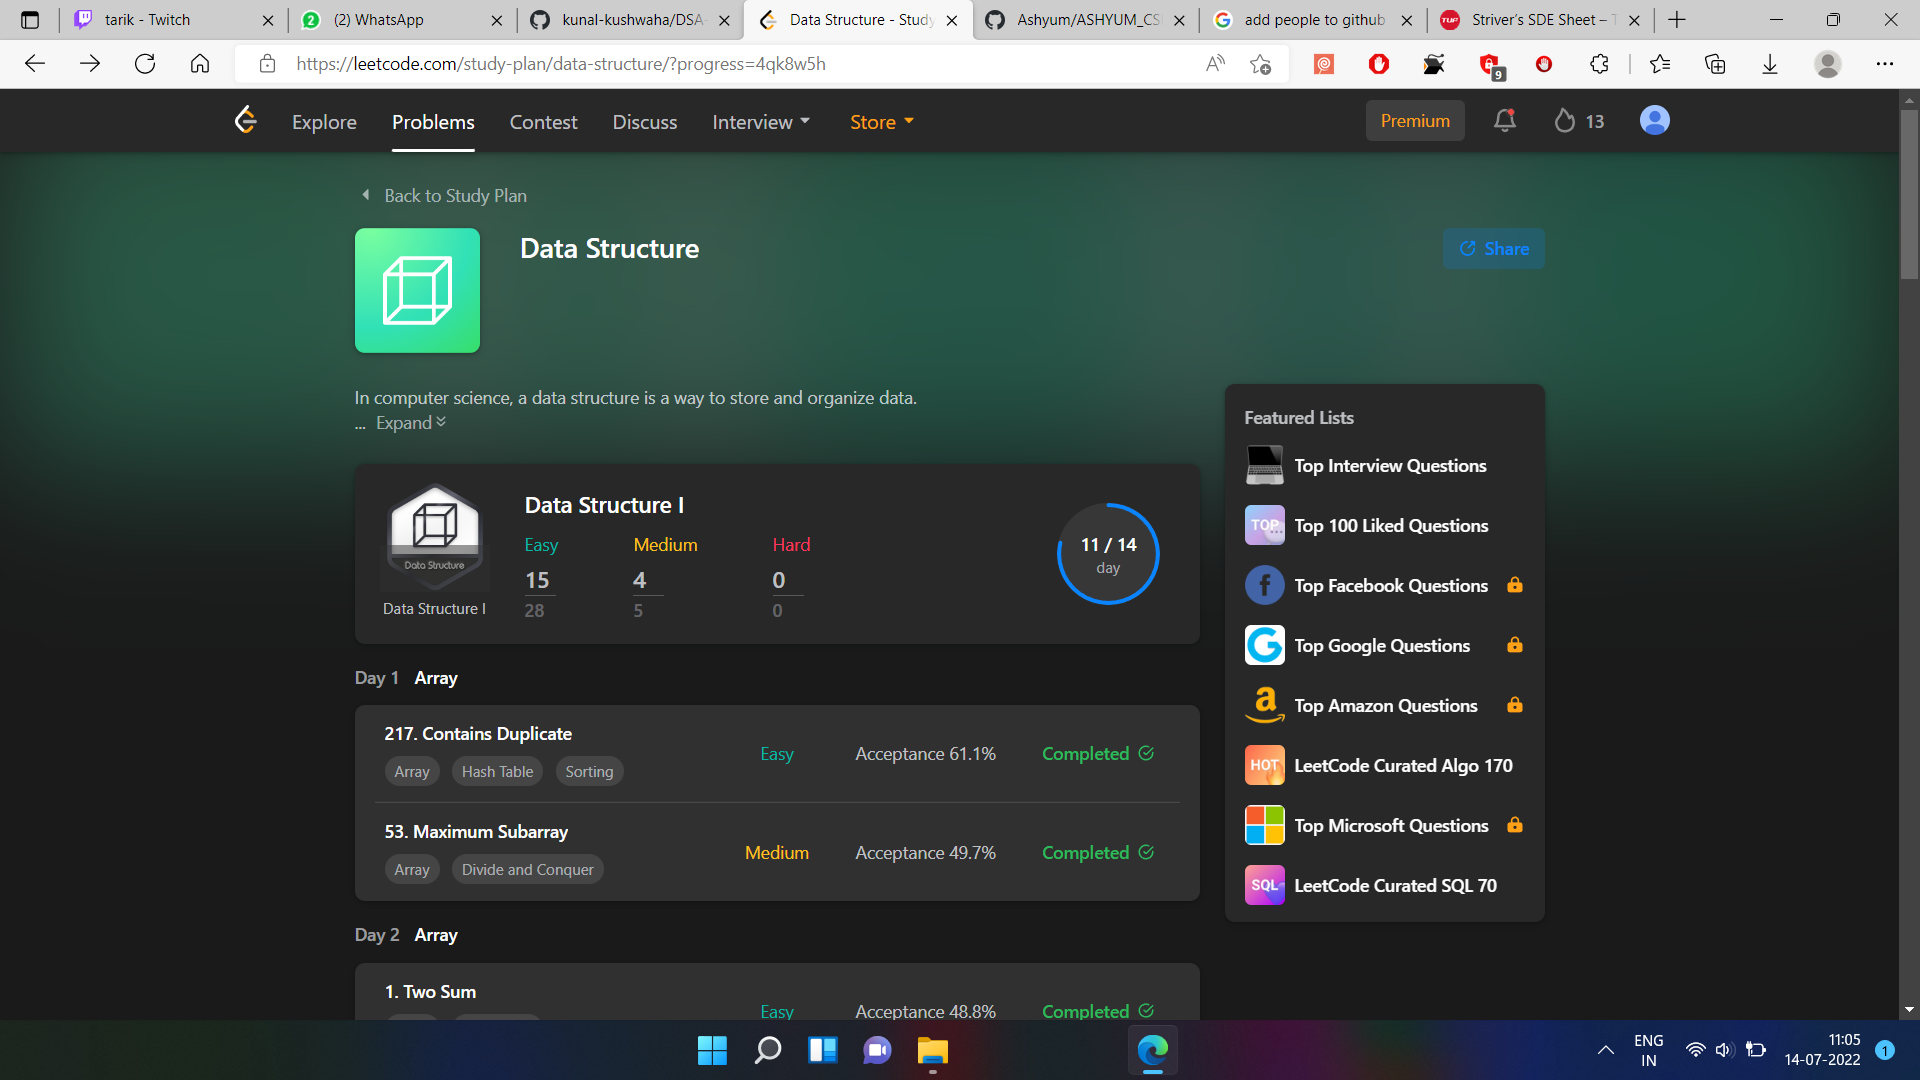 tarik - Twitch
(2) WhatsApp
kunal-kushwaha/DSA-
Data Structure - Study
Ashyum/ASHYUM_CS
add people to github
Striver's SDE Sheet – T
https://leetcode.com/study-plan/data-structure/?progress=4qk8w5h
9
Explore
Problems
Contest
Discuss
Interview
Store
Premium
13
Back to Study Plan
Data Structure
Share
In computer science, a data structure is a way to store and organize data.
... Expand
Data Structure
Data Structure I
Data Structure I
Easy Medium Hard
15 4 0
28 5 0
11 / 14
day
Day 1 Array
217. Contains Duplicate
Array Hash Table Sorting
Easy
Acceptance 61.1%
Completed
53. Maximum Subarray
Array Divide and Conquer
Medium
Acceptance 49.7%
Completed
Day 2 Array
1. Two Sum
Easy
Acceptance 48.8%
Completed
Featured Lists
Top Interview Questions
TOP Top 100 Liked Questions
f Top Facebook Questions
G Top Google Questions
a Top Amazon Questions
HOT LeetCode Curated Algo 170
Top Microsoft Questions
SQL LeetCode Curated SQL 70
ENG
IN
11:05
14-07-2022
1